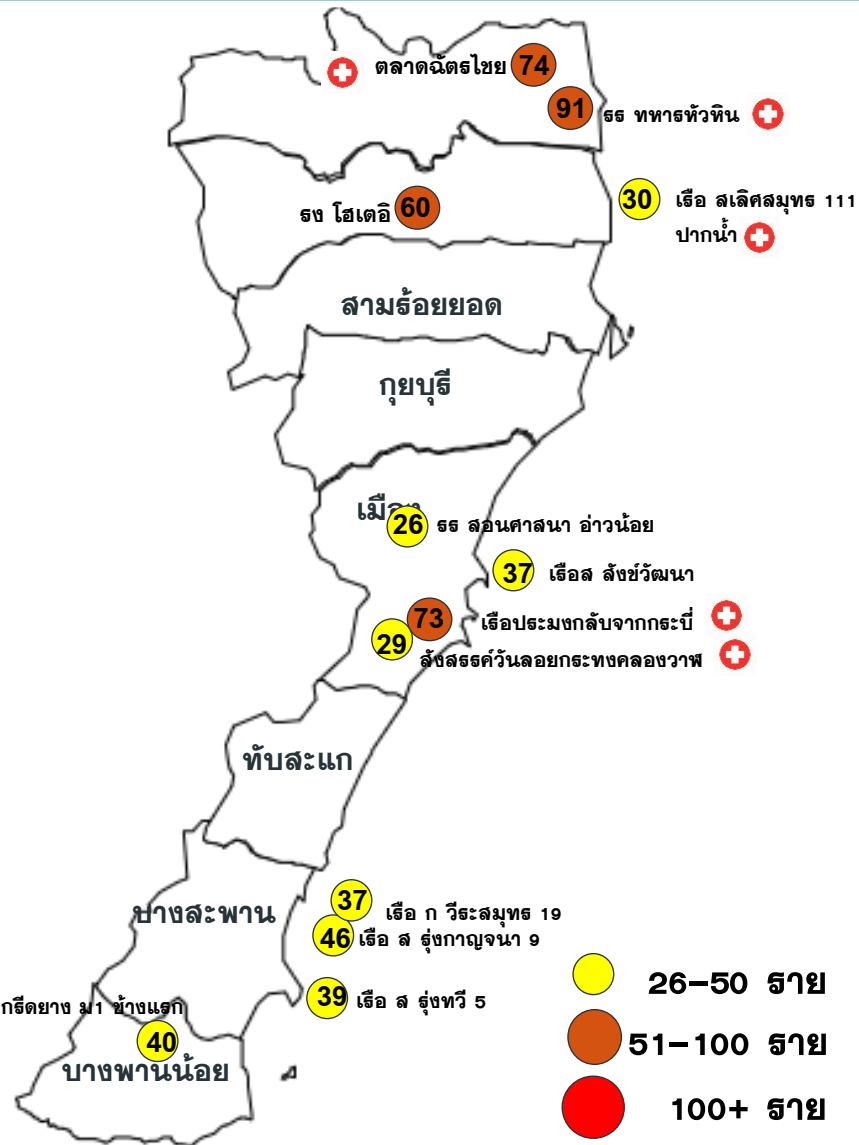 ตลาดฉัตรไชย 74
91 รร ทหารหัวหิน
รง โฮเตอิ 60
30 เรือ สเลิศสมุทร 111
ปากน้ำ
สามร้อยยอด
กุยบุรี
เมือง
26 รร สอนศาสนา อ่าวน้อย
37 เรือส สังข์วัฒนา
73 เรือประมงกลับจากกระบี่
29 สังสรรค์วันลอยกระทงคลองวาฬ
ทับสะแก
37 เรือ ก วีระสมุทร 19
บางสะพาน
46 เรือ ส รุ่งกาญจนา 9
39 เรือ ส รุ่งทวี 5
กรีดยาง ม1 ช้างแรก
40
บางพานน้อย
26-50 ราย
51-100 ราย
100+ ราย